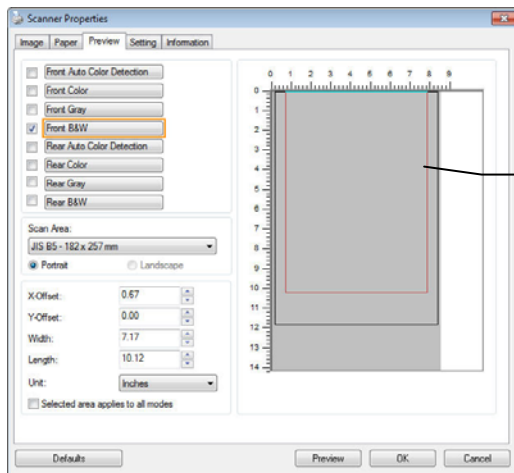 Scanner Properties
Image Paper Preview Setting Information
Front Auto Color Detection
Front Color
Front Gray
Front B&W
Rear Auto Color Detection
Rear Color
Rear Gray
Rear B&W
Scan Area:
JIS B5 - 182 x 257 mm
Portrait Landscape
X-Offset: 0.67
Y-Offset: 0.00
Width: 7.17
Length: 10.12
Unit: Inches
Selected area applies to all modes
0 1 2 3 4 5 6 7 8 9
0
1
2
3
4
5
6
7
8
9
10
11
12
13
14
Defaults Preview OK Cancel